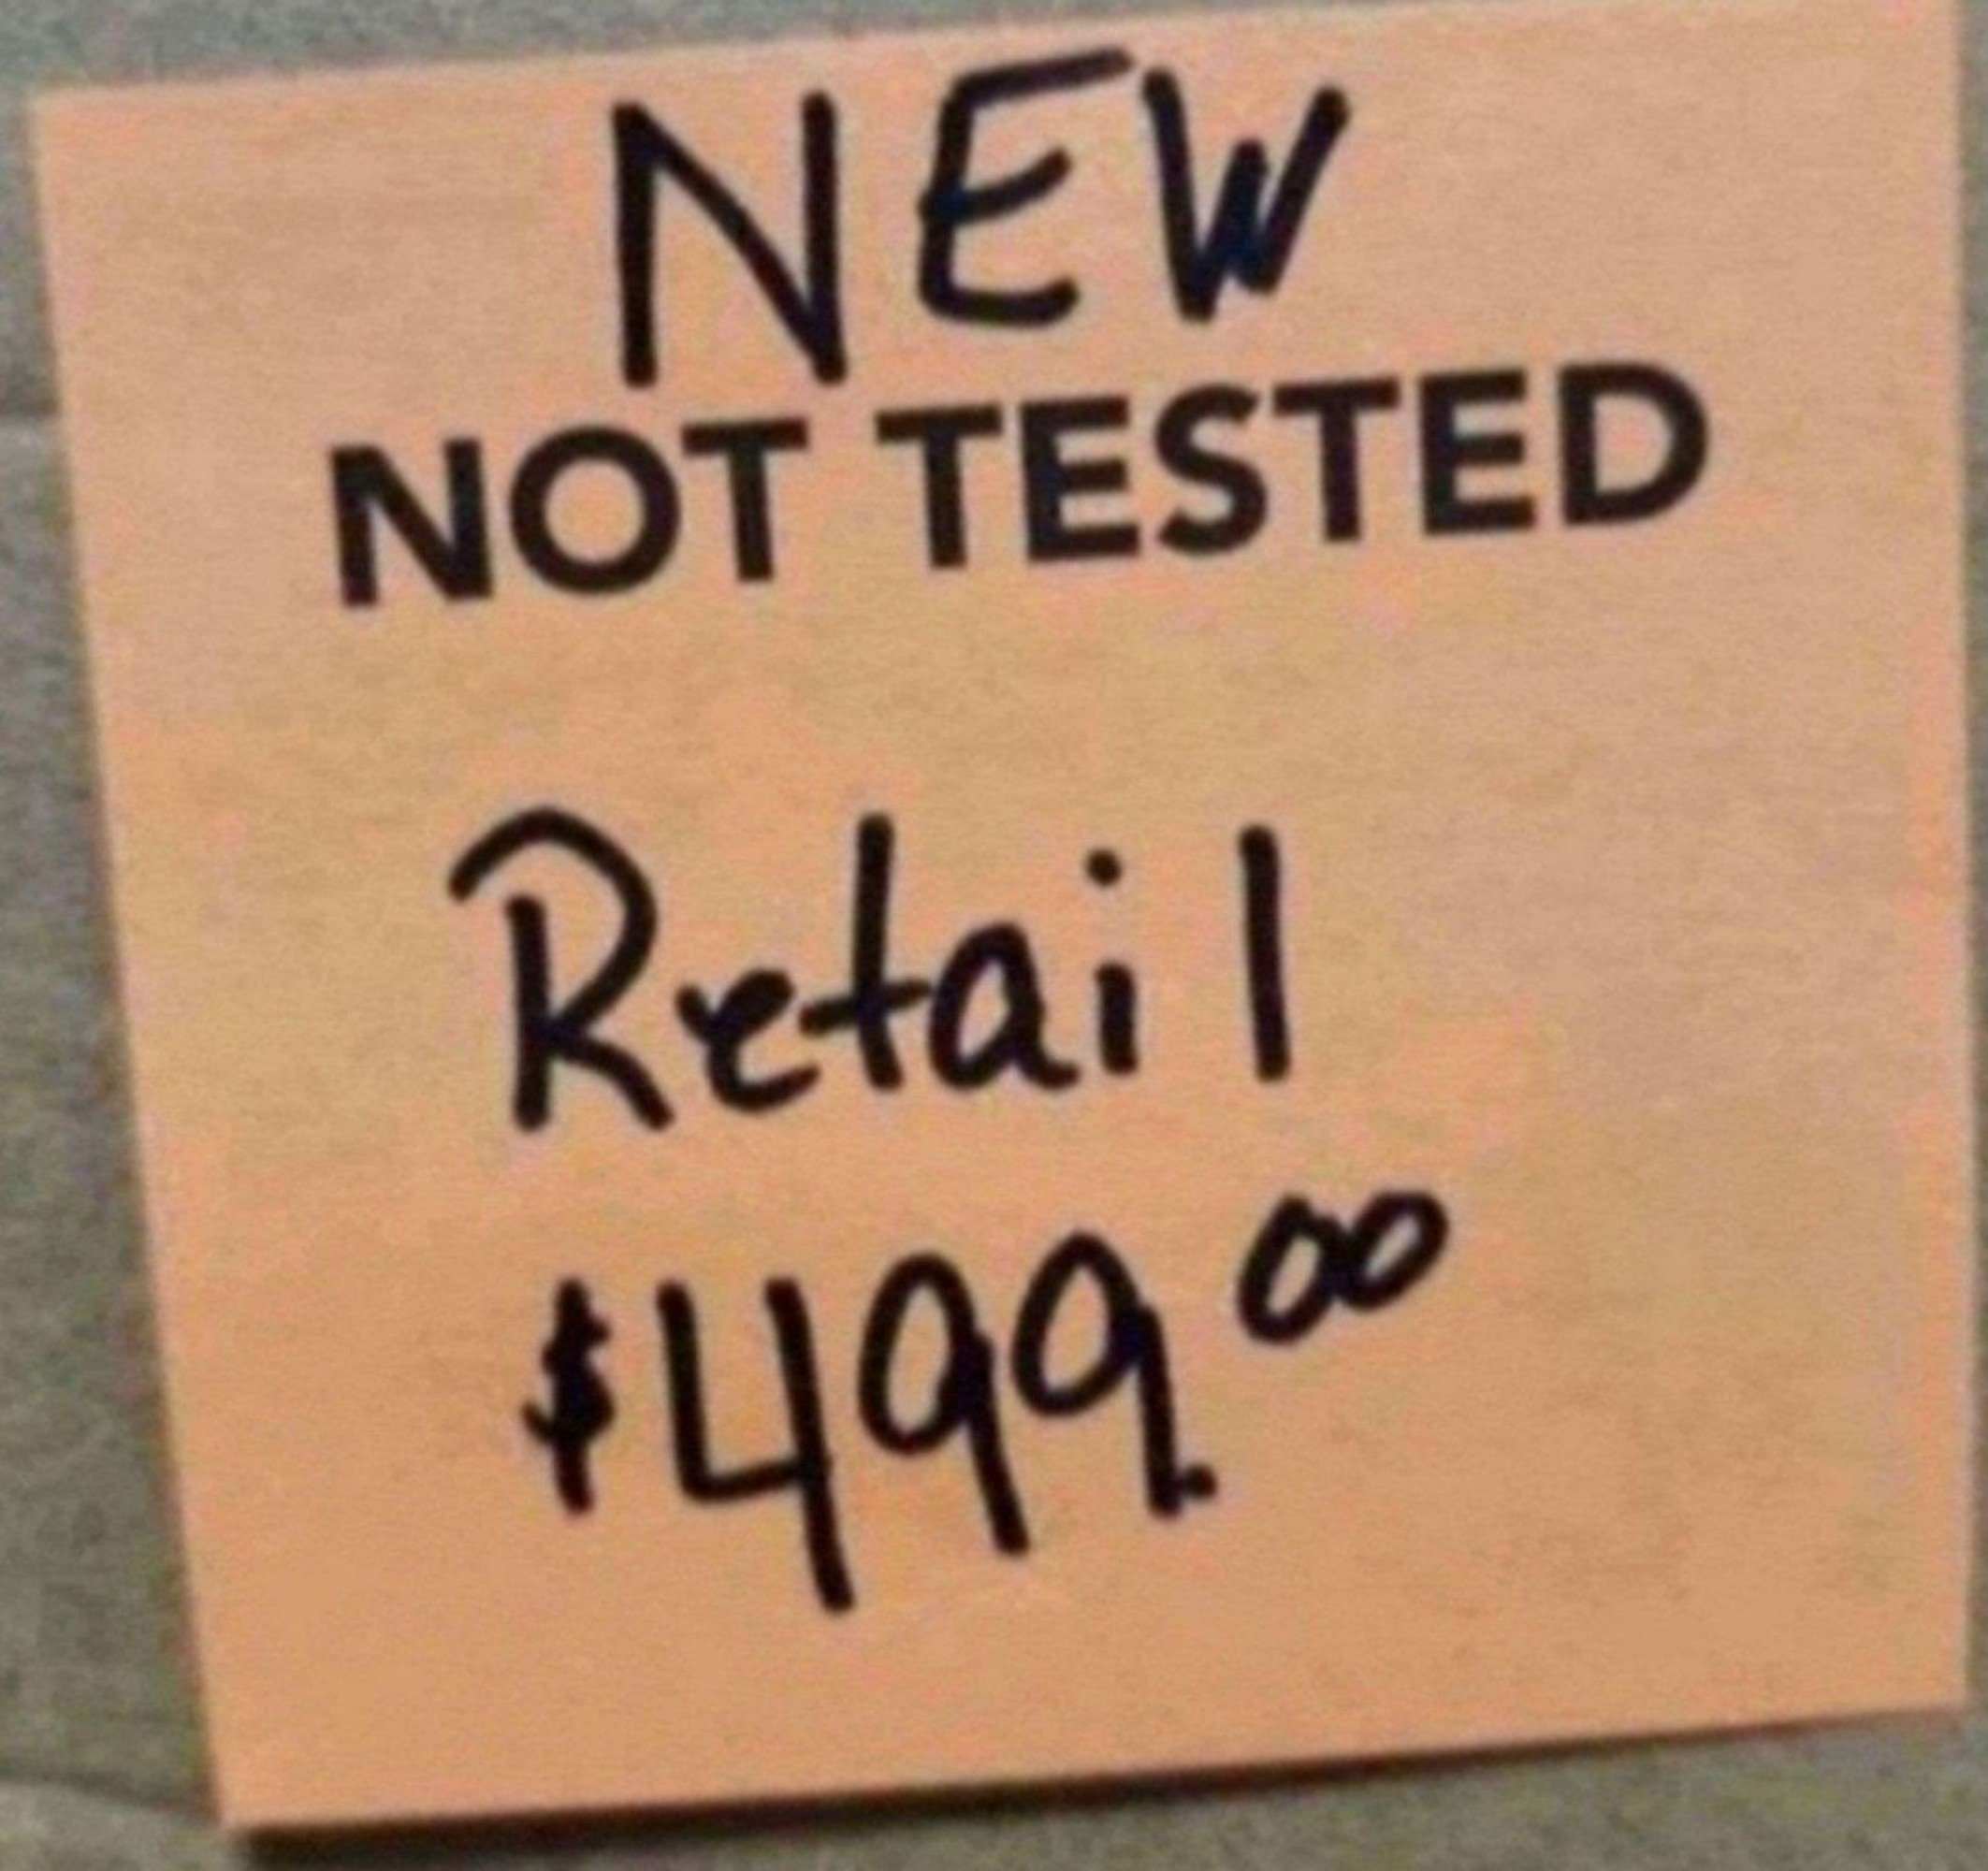 NEW
NOT TESTED
Retail
$499.00